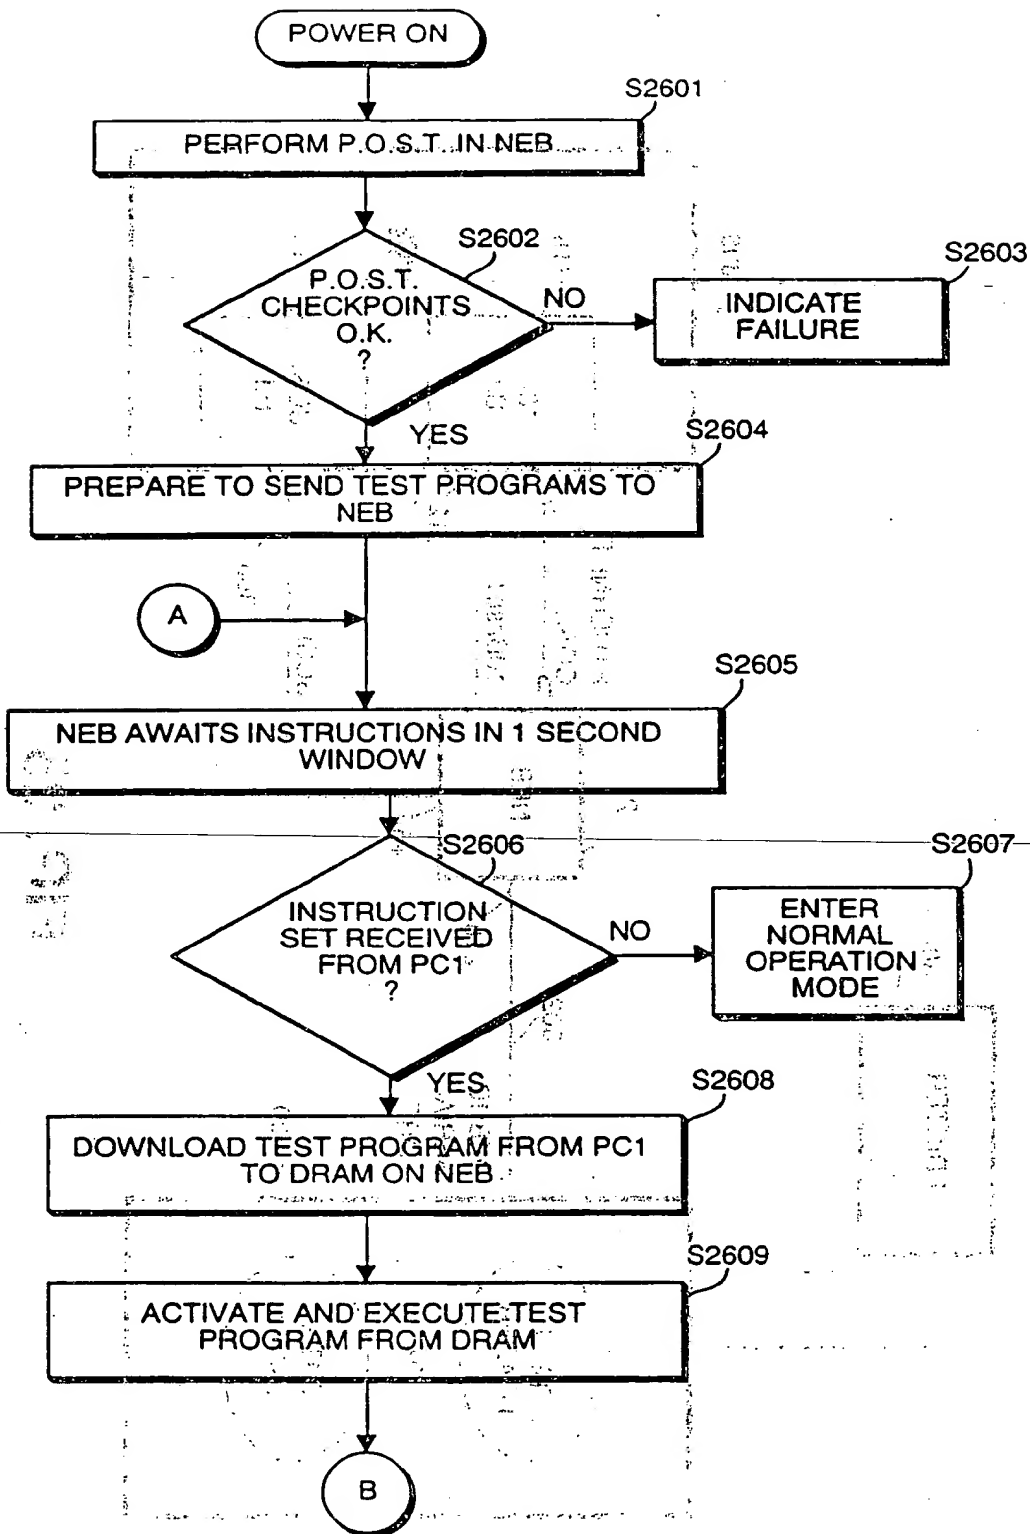 POWER ON
S2601
PERFORM P.O.S.T. IN NEB
S2602
P.O.S.T.
CHECKPOINTS
O.K.
?
NO
S2603
INDICATE
FAILURE
YES
S2604
PREPARE TO SEND TEST PROGRAMS TO
NEB
A
S2605
NEB AWAITS INSTRUCTIONS IN 1 SECOND
WINDOW
S2606
INSTRUCTION
SET RECEIVED
FROM PC1
?
NO
S2607
ENTER
NORMAL
OPERATION
MODE
YES
S2608
DOWNLOAD TEST PROGRAM FROM PC1
TO DRAM ON NEB
S2609
ACTIVATE AND EXECUTE TEST
PROGRAM FROM DRAM
B